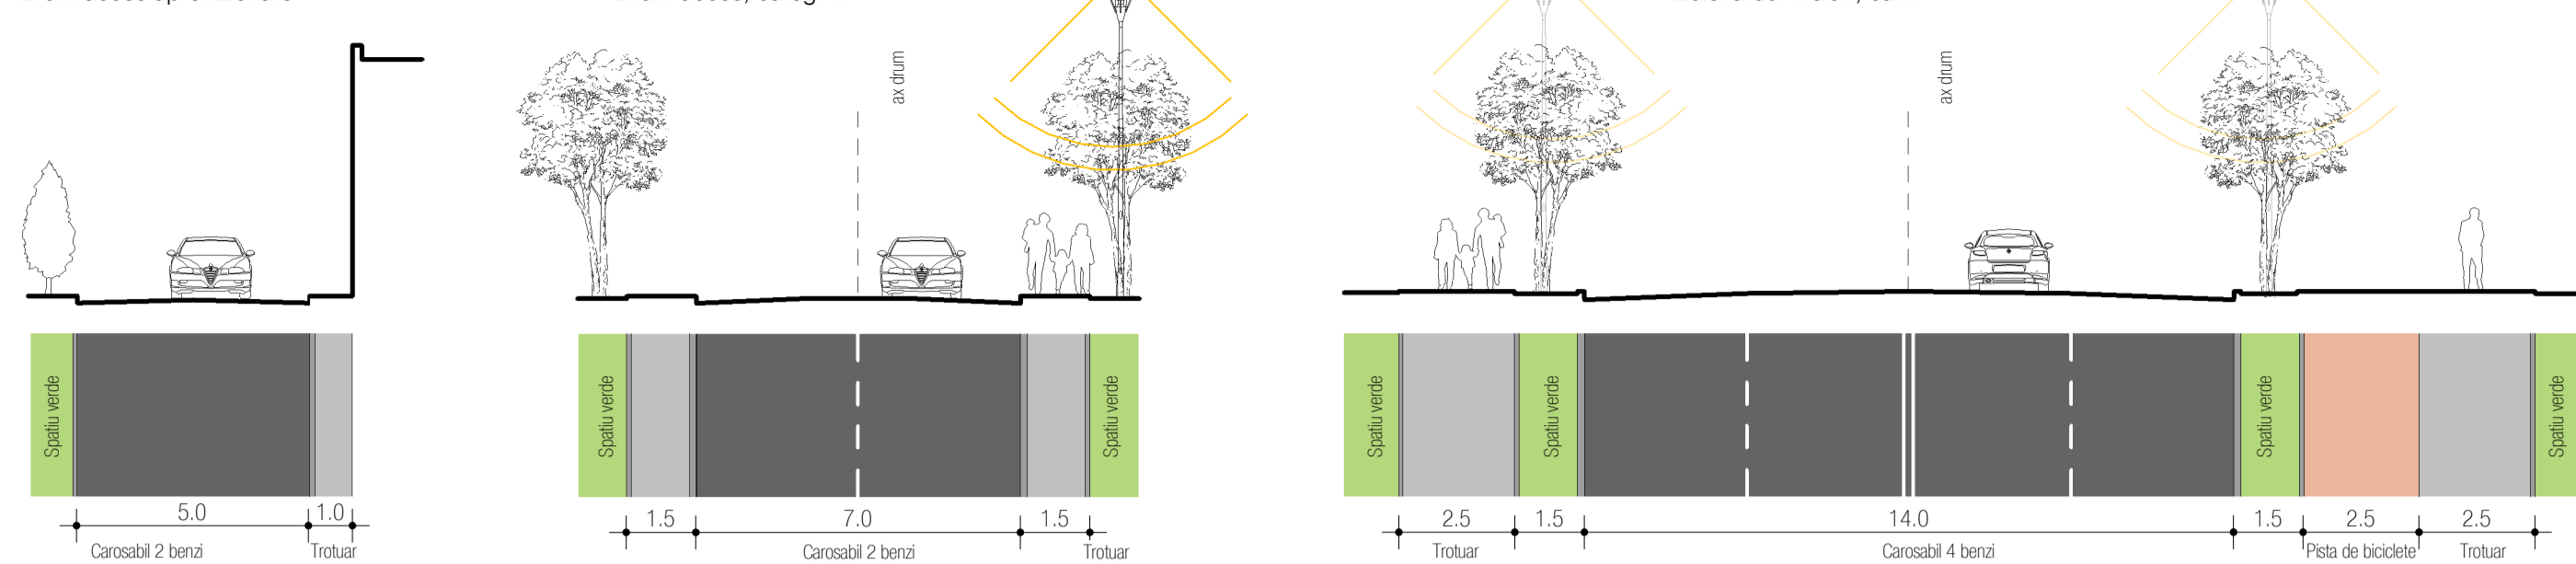 ax drum
ax drum
Spatiu verde
Spatiu verde
Spatiu verde
Spatiu verde
Spatiu verde
Spatiu verde
Spatiu verde
5.0
1.0
Carosabil 2 benzi
Trotuar
1.5
7.0
1.5
Carosabil 2 benzi
Trotuar
2.5
1.5
14.0
1.5
2.5
2.5
Trotuar
Carosabil 4 benzi
Pista de biciclete
Trotuar